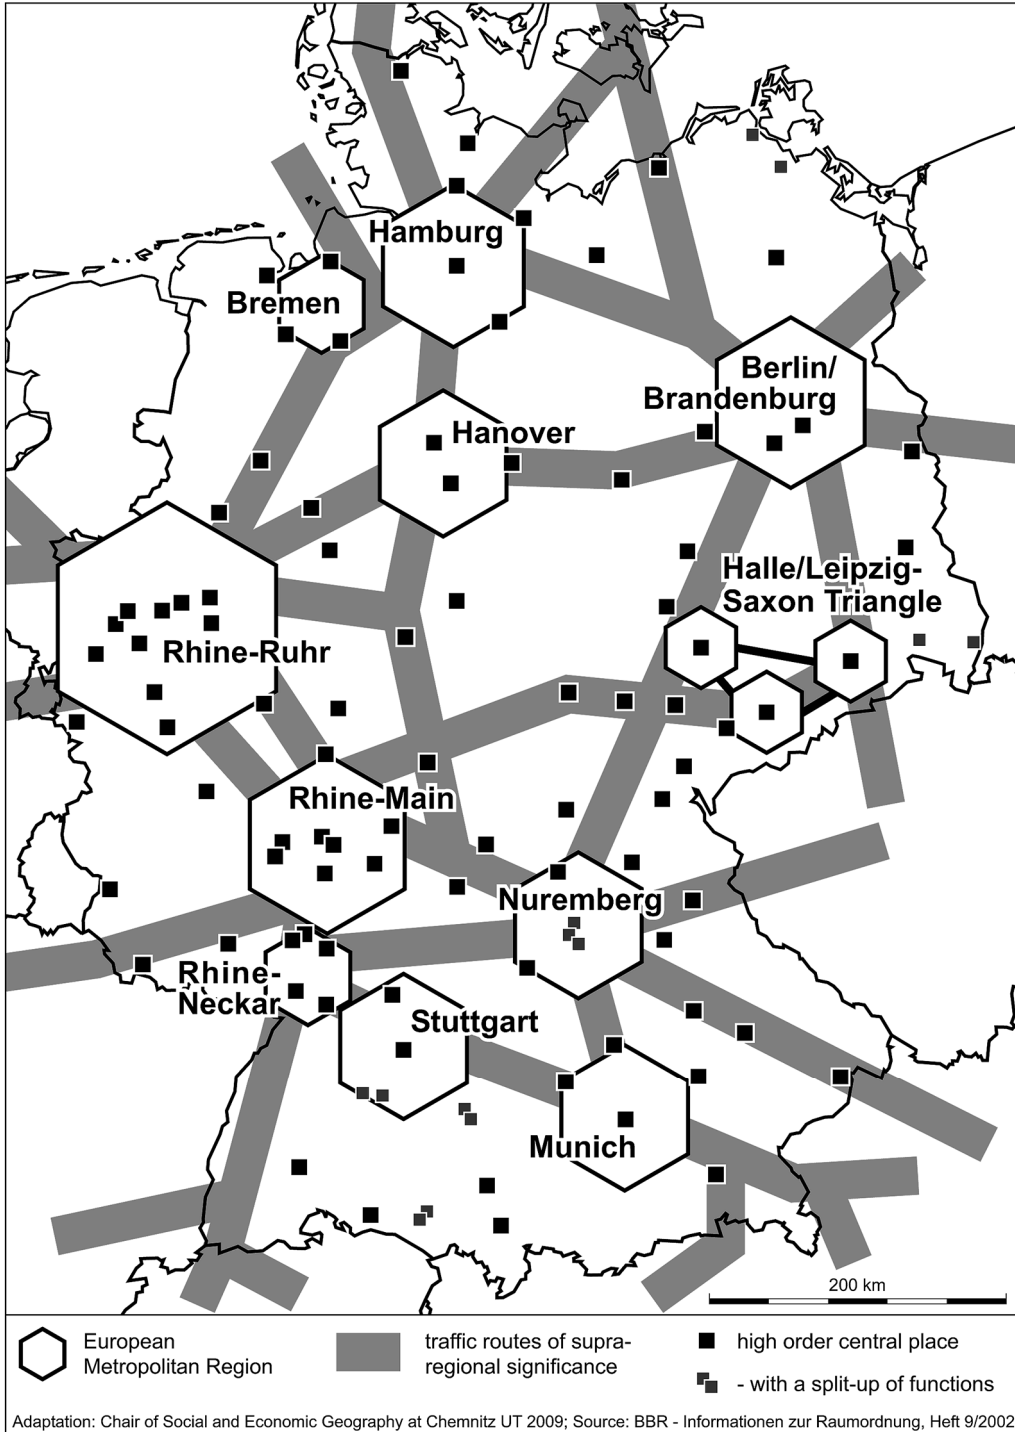 Hamburg
Bremen
Berlin/
Brandenburg
Hanover
Halle/Leipzig-
Saxon Triangle
Rhine-Ruhr
Rhine-Main
Nuremberg
Rhine-
Neckar
Stuttgart
Munich
200 km
European
Metropolitan Region
traffic routes of supra-
regional significance
high order central place
- with a split-up of functions
Adaptation: Chair of Social and Economic Geography at Chemnitz UT 2009; Source: BBR - Informationen zur Raumordnung, Heft 9/2002